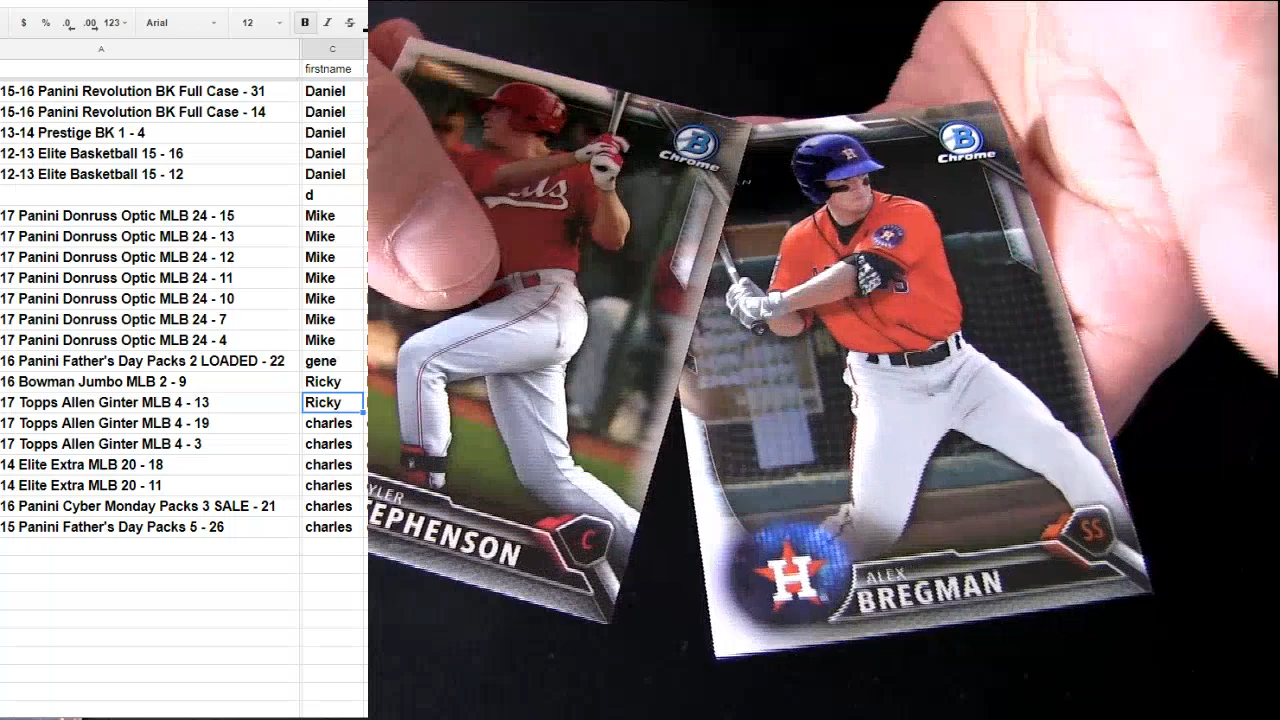 $ % .0 .00 123 Arial 12 B I S
A C
firstname
15-16 Panini Revolution BK Full Case - 31 Daniel
15-16 Panini Revolution BK Full Case - 14 Daniel
13-14 Prestige BK 1 - 4 Daniel
12-13 Elite Basketball 15 - 16 Daniel
12-13 Elite Basketball 15 - 12 Daniel
d
17 Panini Donruss Optic MLB 24 - 15 Mike
17 Panini Donruss Optic MLB 24 - 13 Mike
17 Panini Donruss Optic MLB 24 - 12 Mike
17 Panini Donruss Optic MLB 24 - 11 Mike
17 Panini Donruss Optic MLB 24 - 10 Mike
17 Panini Donruss Optic MLB 24 - 7 Mike
17 Panini Donruss Optic MLB 24 - 4 Mike
16 Panini Father's Day Packs 2 LOADED - 22 gene
16 Bowman Jumbo MLB 2 - 9 Ricky
17 Topps Allen Ginter MLB 4 - 13 Ricky
17 Topps Allen Ginter MLB 4 - 19 charles
17 Topps Allen Ginter MLB 4 - 3 charles
14 Elite Extra MLB 20 - 18 charles
14 Elite Extra MLB 20 - 11 charles
16 Panini Cyber Monday Packs 3 SALE - 21 charles
15 Panini Father's Day Packs 5 - 26 charles
B
Chrome
YLER
EPHENSON
C
B
Chrome
H
H
ALEX
BREGMAN
SS